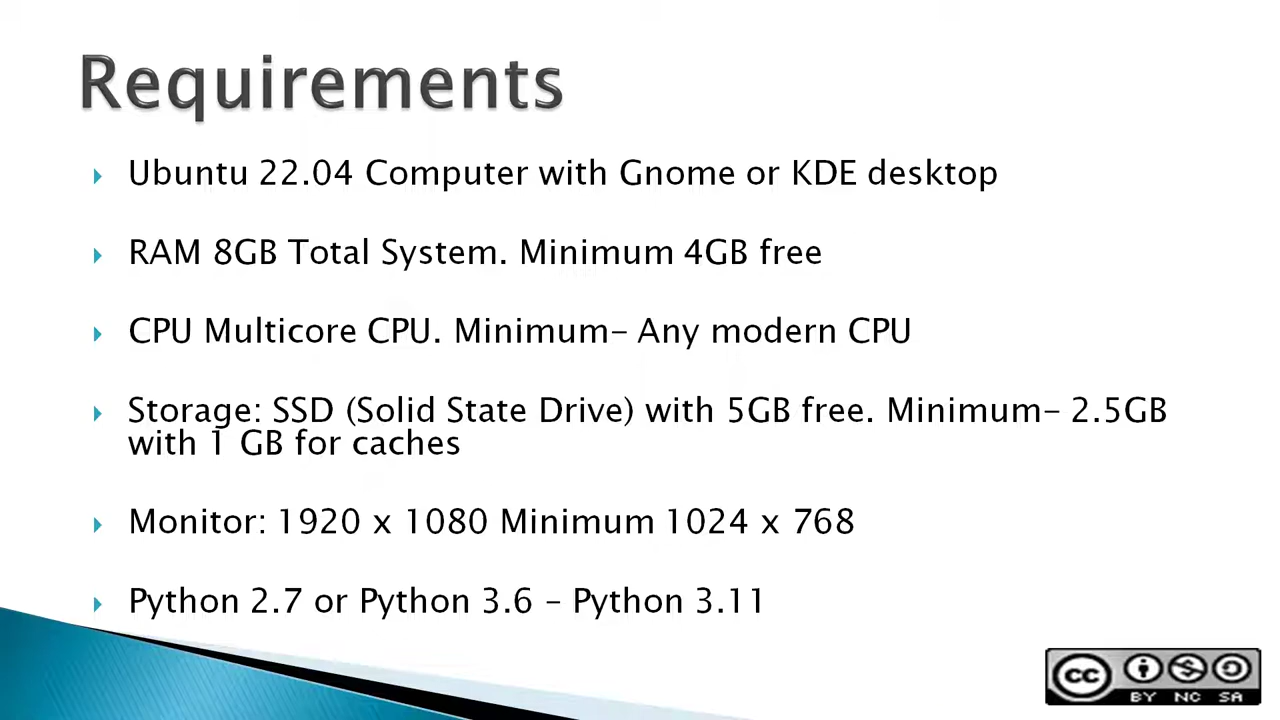 Requirements
Ubuntu 22.04 Computer with Gnome or KDE desktop
RAM 8GB Total System. Minimum 4GB free
CPU Multicore CPU. Minimum- Any modern CPU
Storage: SSD (Solid State Drive) with 5GB free. Minimum- 2.5GB
with 1 GB for caches
Monitor: 1920 x 1080 Minimum 1024 x 768
Python 2.7 or Python 3.6 – Python 3.11
cc
BY NC SA